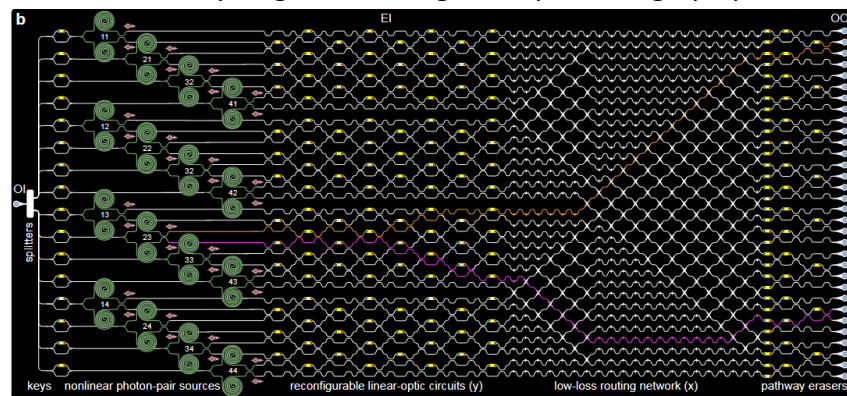 b
EI
OO
11
21
32
41
12
22
32
42
OI
13
23
33
43
splitters
14
24
34
44
keys
nonlinear photon-pair sources
reconfigurable linear-optic circuits (y)
low-loss routing network (x)
pathway erasers